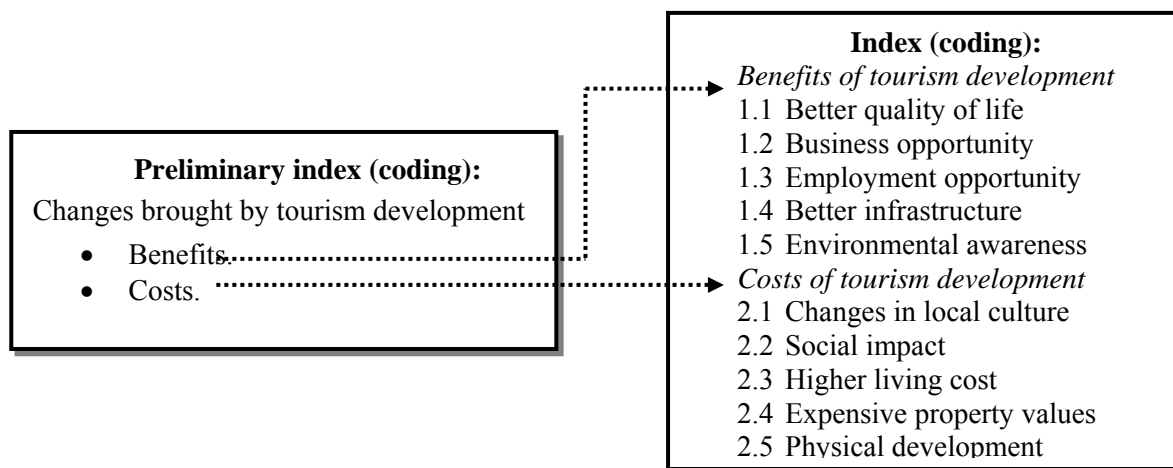 Preliminary index (coding):
Changes brought by tourism development
• Benefits.
• Costs.
Index (coding):
Benefits of tourism development
1.1 Better quality of life
1.2 Business opportunity
1.3 Employment opportunity
1.4 Better infrastructure
1.5 Environmental awareness
Costs of tourism development
2.1 Changes in local culture
2.2 Social impact
2.3 Higher living cost
2.4 Expensive property values
2.5 Physical development